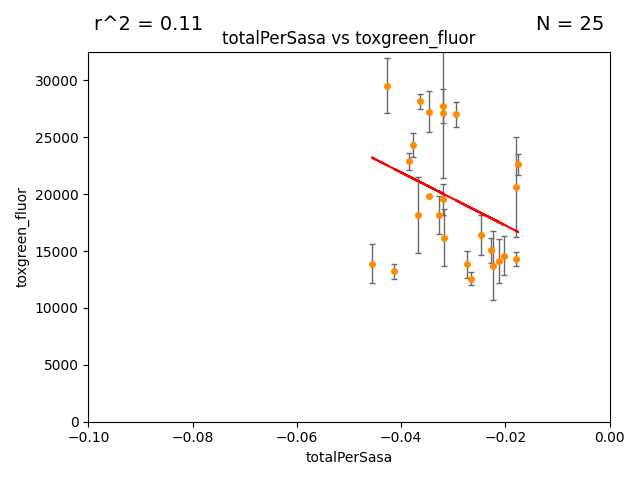 r^2 = 0.11
N = 25
totalPerSasa vs toxgreen_fluor
30000
25000
20000
15000
10000
5000
0
toxgreen_fluor
−0.10
−0.08
−0.06
−0.04
−0.02
0.00
totalPerSasa